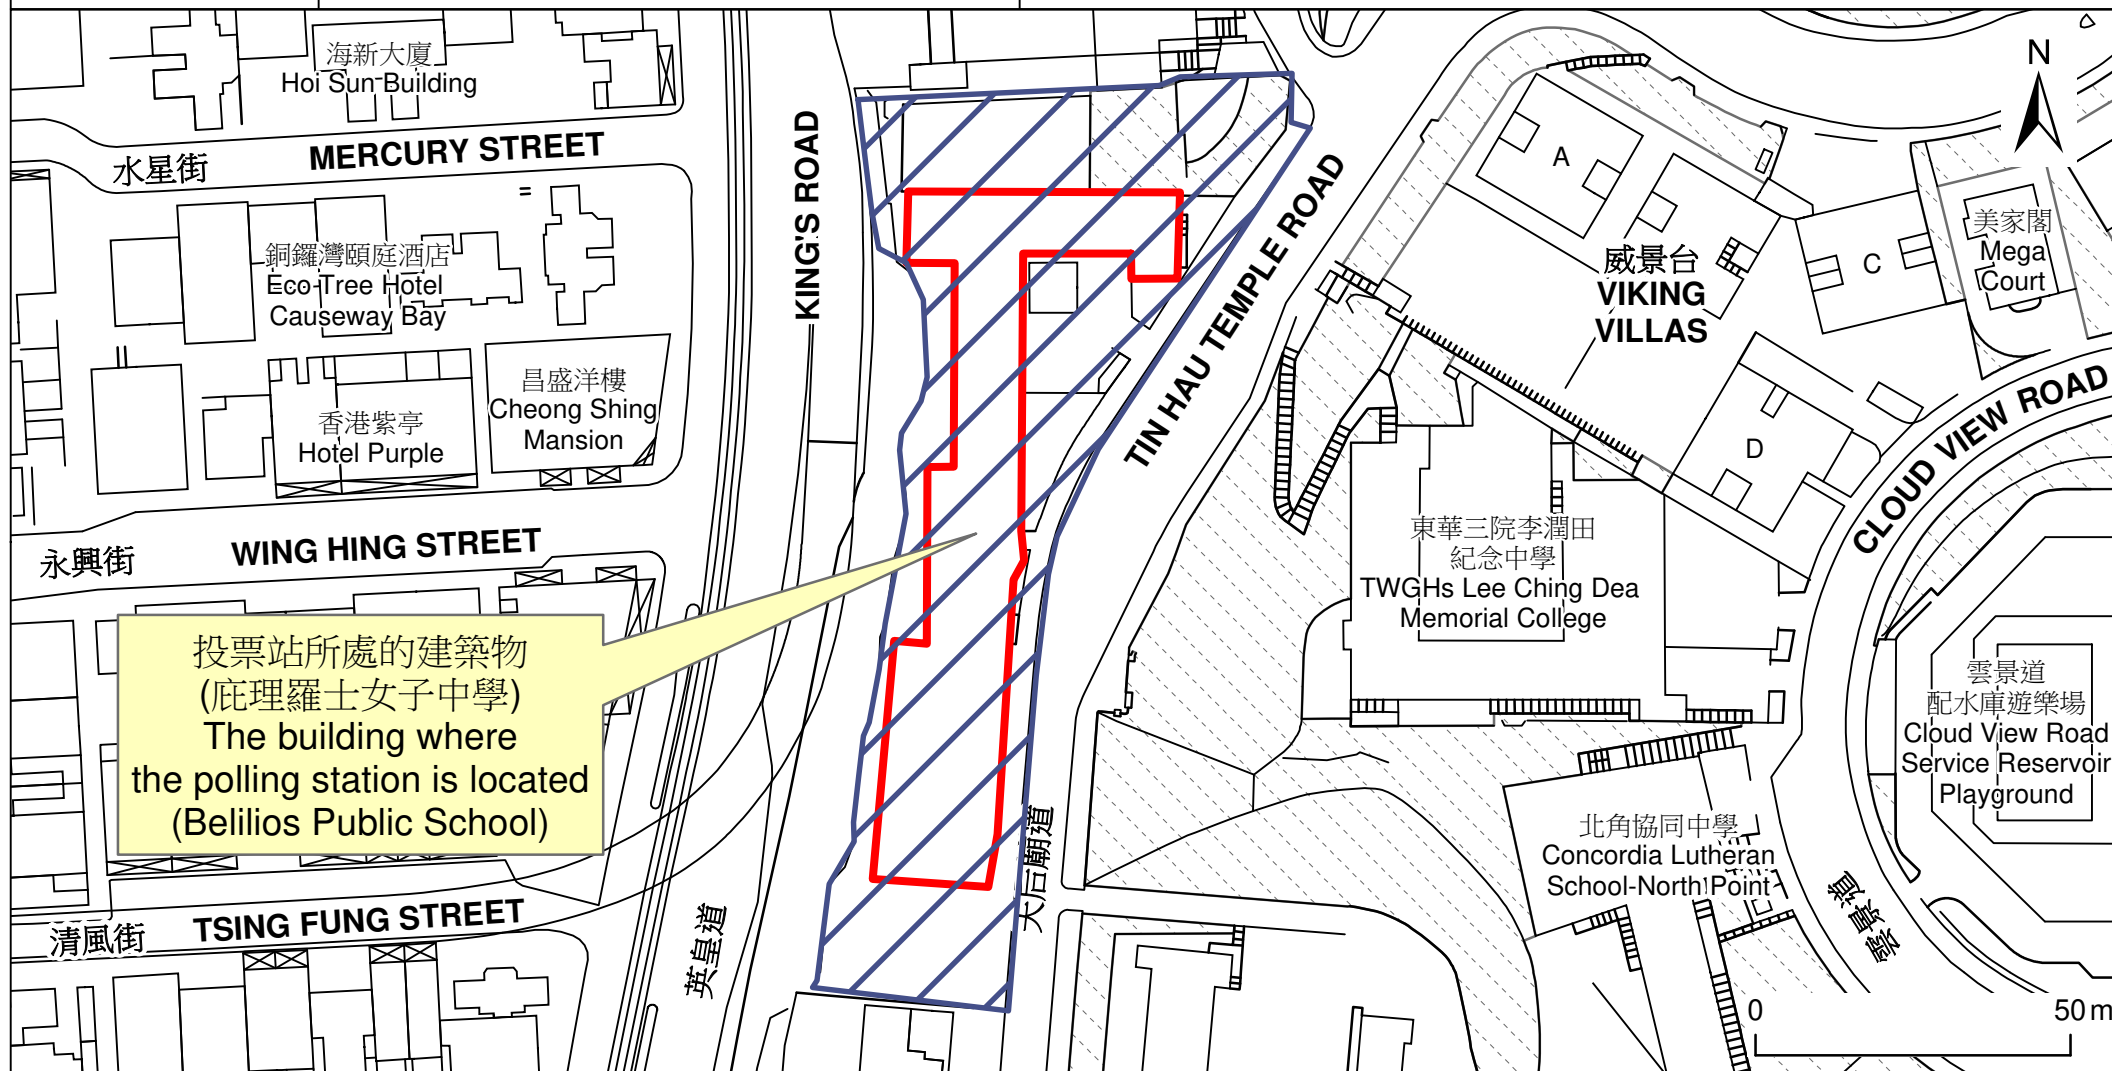 海新大廈
Hoi Sun Building
水星街
MERCURY STREET
銅鑼灣頤庭酒店
Eco Tree Hotel
Causeway Bay
昌盛洋樓
Cheong Shing
Mansion
香港紫亭
Hotel Purple
永興街
WING HING STREET
投票站所處的建築物
(庇理羅士女子中學)
The building where
the polling station is located
(Belilios Public School)
清風街
TSING FUNG STREET
KING'S ROAD
英皇道
TIN HAU TEMPLE ROAD
天后廟道
N
A
威景台
VIKING
VILLAS
C
D
美家閣
Mega
Court
CLOUD VIEW ROAD
東華三院李潤田
紀念中學
TWGHs Lee Ching Dea
Memorial College
雲景道
配水庫遊樂場
Cloud View Road
Service Reservoir
Playground
北角協同中學
Concordia Lutheran
School-North Point
雲景道
0
50 m